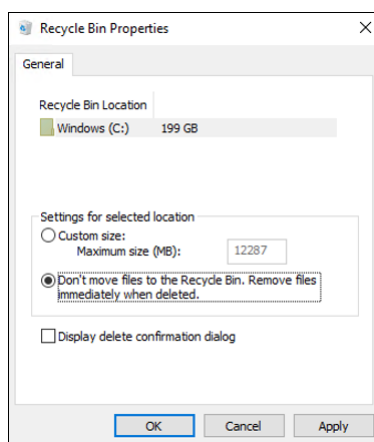 Recycle Bin Properties
General
Recycle Bin Location
Windows (C:) 199 GB
Settings for selected location
Custom size:
Maximum size (MB): 12287
Don't move files to the Recycle Bin. Remove files
immediately when deleted.
Display delete confirmation dialog
OK Cancel Apply